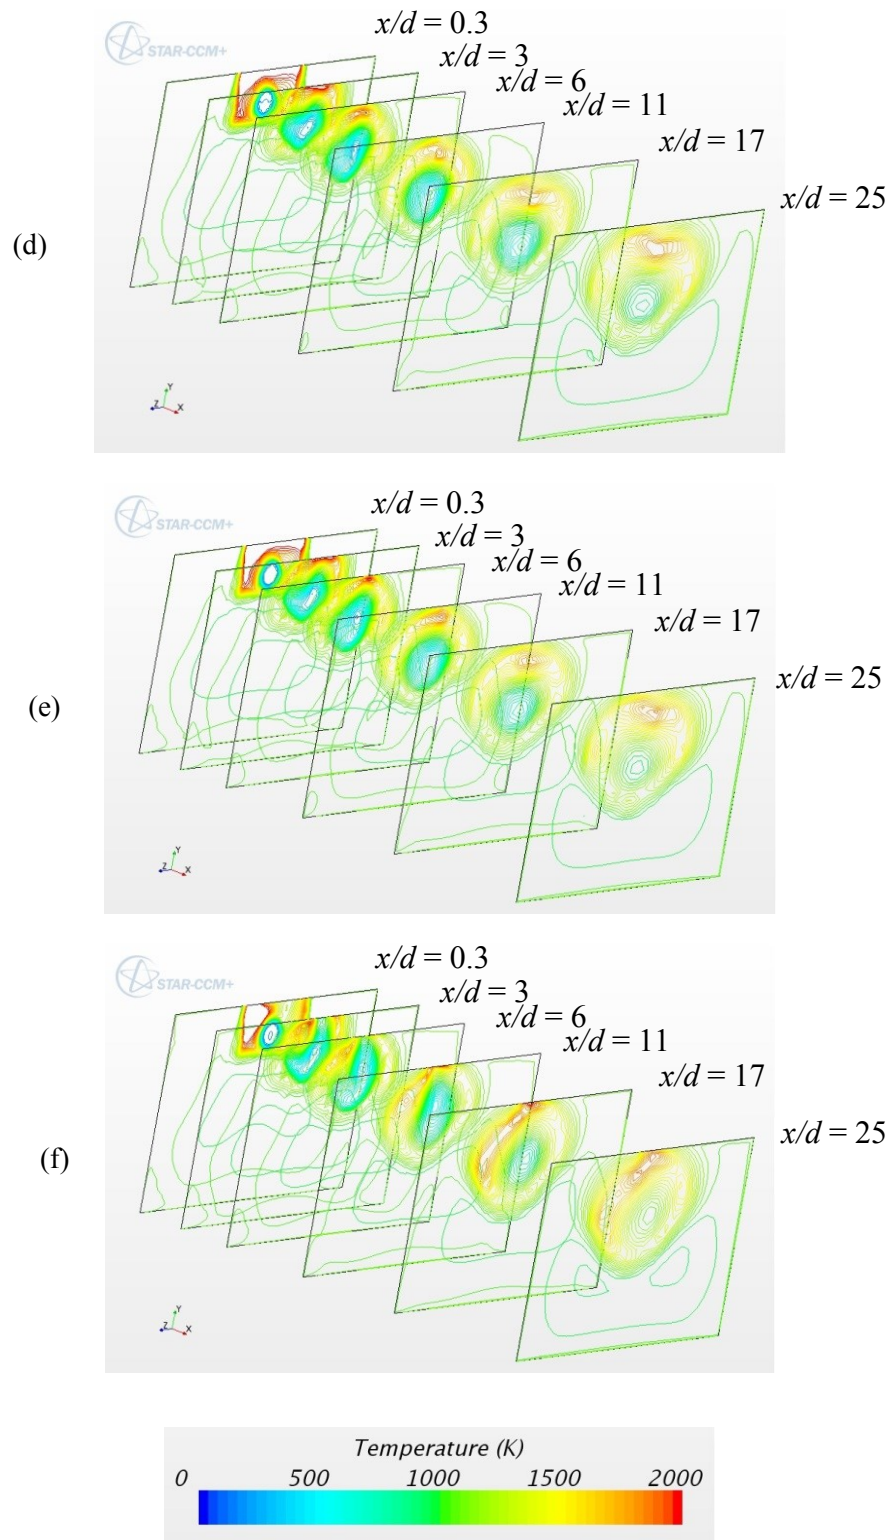 x/d = 0.3
STAR-CCM+
x/d = 3
x/d = 6
x/d = 11
x/d = 17
x/d = 25
(d)
Y
Z X
x/d = 0.3
STAR-CCM+
x/d = 3
x/d = 6
x/d = 11
x/d = 17
x/d = 25
(e)
Y
Z X
x/d = 0.3
STAR-CCM+
x/d = 3
x/d = 6
x/d = 11
x/d = 17
x/d = 25
(f)
Y
Z X
Temperature (K)
0 500 1000 1500 2000